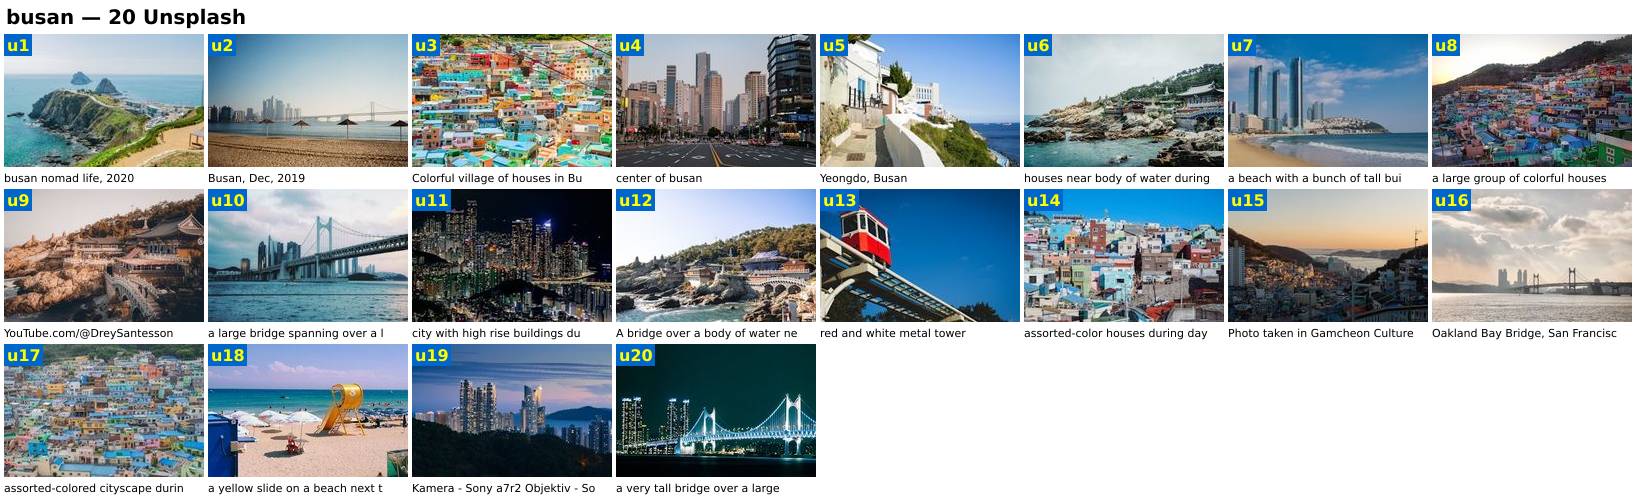 busan — 20 Unsplash
u1
u2
u3
u4
u5
u6
u7
u8
busan nomad life, 2020
Busan, Dec, 2019
Colorful village of houses in Bu
center of busan
Yeongdo, Busan
houses near body of water during
a beach with a bunch of tall bui
a large group of colorful houses
u9
u10
u11
u12
u13
u14
u15
u16
YouTube.com/@DreySantesson
a large bridge spanning over a l
city with high rise buildings du
A bridge over a body of water ne
red and white metal tower
assorted-color houses during day
Photo taken in Gamcheon Culture
Oakland Bay Bridge, San Francisc
u17
u18
u19
u20
assorted-colored cityscape durin
a yellow slide on a beach next t
Kamera - Sony a7r2 Objektiv - So
a very tall bridge over a large